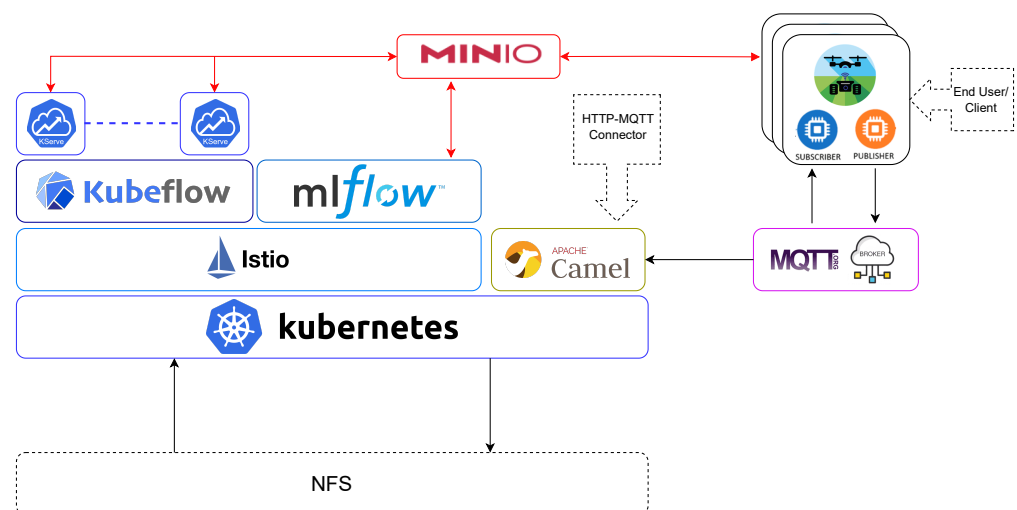 MINIO
HTTP-MQTT
Connector
End User/
Client
SUBSCRIBER
PUBLISHER
KServe
KServe
Kubeflow
mlflow™
Istio
APACHE
Camel
MQTT.ORG
BROKER
kubernetes
NFS